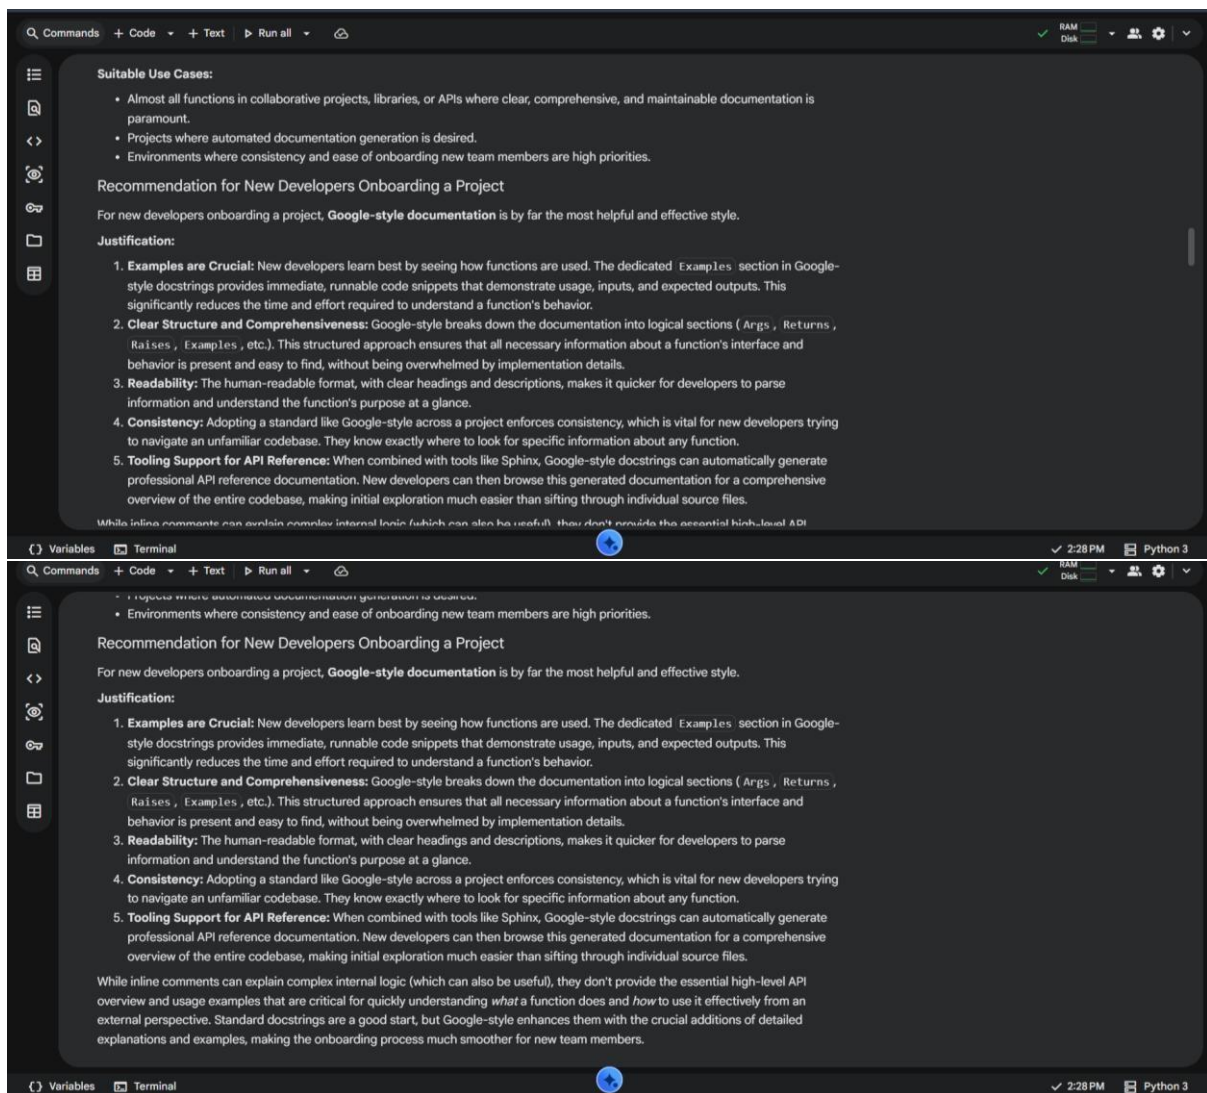 Commands + Code + Text Run all
RAM
Disk
Suitable Use Cases:
• Almost all functions in collaborative projects, libraries, or APIs where clear, comprehensive, and maintainable documentation is
paramount.
• Projects where automated documentation generation is desired.
• Environments where consistency and ease of onboarding new team members are high priorities.
Recommendation for New Developers Onboarding a Project
For new developers onboarding a project, Google-style documentation is by far the most helpful and effective style.
Justification:
1. Examples are Crucial: New developers learn best by seeing how functions are used. The dedicated Examples section in Google-
style docstrings provides immediate, runnable code snippets that demonstrate usage, inputs, and expected outputs. This
significantly reduces the time and effort required to understand a function's behavior.
2. Clear Structure and Comprehensiveness: Google-style breaks down the documentation into logical sections ( Args , Returns ,
Raises , Examples , etc.). This structured approach ensures that all necessary information about a function's interface and
behavior is present and easy to find, without being overwhelmed by implementation details.
3. Readability: The human-readable format, with clear headings and descriptions, makes it quicker for developers to parse
information and understand the function's purpose at a glance.
4. Consistency: Adopting a standard like Google-style across a project enforces consistency, which is vital for new developers trying
to navigate an unfamiliar codebase. They know exactly where to look for specific information about any function.
5. Tooling Support for API Reference: When combined with tools like Sphinx, Google-style docstrings can automatically generate
professional API reference documentation. New developers can then browse this generated documentation for a comprehensive
overview of the entire codebase, making initial exploration much easier than sifting through individual source files.
While inline comments can explain complex internal logic (which can also be useful), they don't provide the essential high-level API
{} Variables Terminal 2:28 PM Python 3
Commands + Code + Text Run all
RAM
Disk
• Projects where automated documentation generation is desired.
• Environments where consistency and ease of onboarding new team members are high priorities.
Recommendation for New Developers Onboarding a Project
For new developers onboarding a project, Google-style documentation is by far the most helpful and effective style.
Justification:
1. Examples are Crucial: New developers learn best by seeing how functions are used. The dedicated Examples section in Google-
style docstrings provides immediate, runnable code snippets that demonstrate usage, inputs, and expected outputs. This
significantly reduces the time and effort required to understand a function's behavior.
2. Clear Structure and Comprehensiveness: Google-style breaks down the documentation into logical sections ( Args , Returns ,
Raises , Examples , etc.). This structured approach ensures that all necessary information about a function's interface and
behavior is present and easy to find, without being overwhelmed by implementation details.
3. Readability: The human-readable format, with clear headings and descriptions, makes it quicker for developers to parse
information and understand the function's purpose at a glance.
4. Consistency: Adopting a standard like Google-style across a project enforces consistency, which is vital for new developers trying
to navigate an unfamiliar codebase. They know exactly where to look for specific information about any function.
5. Tooling Support for API Reference: When combined with tools like Sphinx, Google-style docstrings can automatically generate
professional API reference documentation. New developers can then browse this generated documentation for a comprehensive
overview of the entire codebase, making initial exploration much easier than sifting through individual source files.
While inline comments can explain complex internal logic (which can also be useful), they don't provide the essential high-level API
overview and usage examples that are critical for quickly understanding what a function does and how to use it effectively from an
external perspective. Standard docstrings are a good start, but Google-style enhances them with the crucial additions of detailed
explanations and examples, making the onboarding process much smoother for new team members.
{} Variables Terminal 2:28 PM Python 3